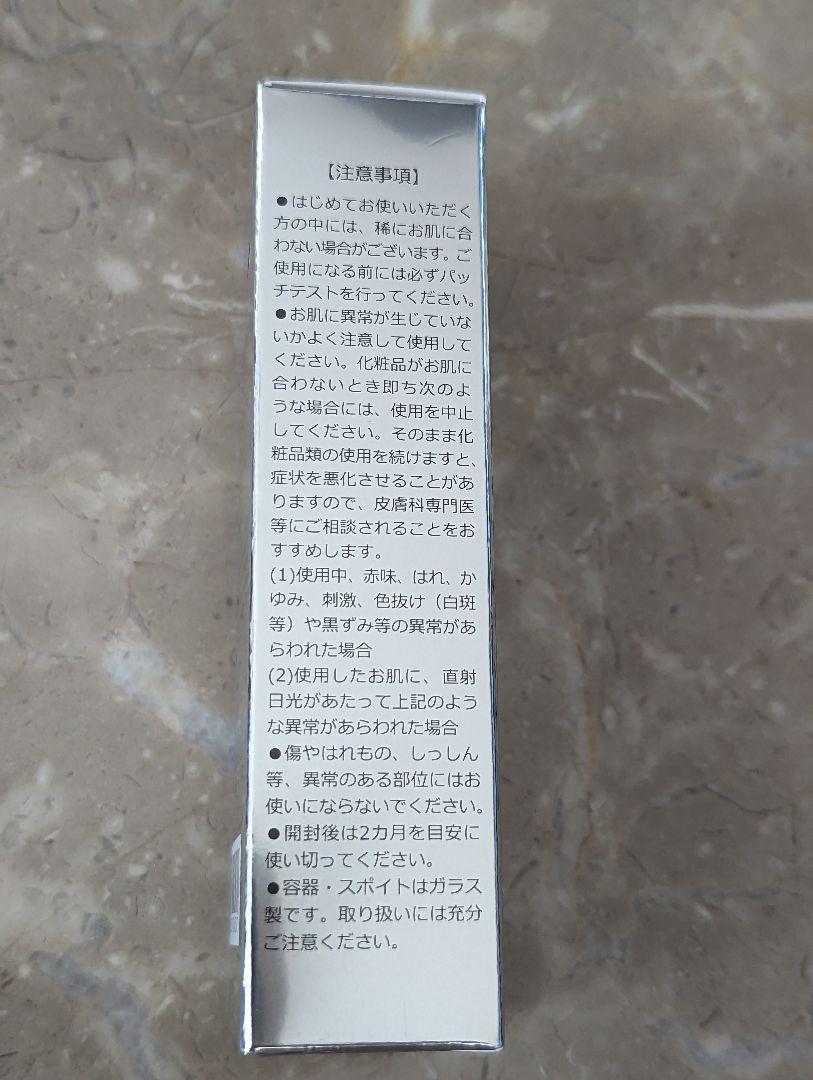 【注意事項】
●はじめてお使いいただく
方の中には、稀にお肌に合
わない場合がございます。ご
使用になる前には必ずパッ
チテストを行ってください。
●お肌に異常が生じていな
いかよく注意して使用して
ください。化粧品がお肌に
合わないとき即ち次のよ
うな場合には、使用を中止
してください。そのまま化
粧品類の使用を続けますと、
症状を悪化させることがあ
りますので、皮膚科専門医
等にご相談されることをお
すすめします。
(1)使用中、赤味、はれ、か
ゆみ、刺激、色抜け（白斑
等）や黒ずみ等の異常があ
らわれた場合
(2)使用したお肌に、直射
日光があたって上記のよう
な異常があらわれた場合
●傷やはれもの、しっしん
等、異常のある部位にはお
使いにならないでください。
●開封後は2カ月を目安に
使い切ってください。
●容器・スポイトはガラス
製です。取り扱いには充分
ご注意ください。